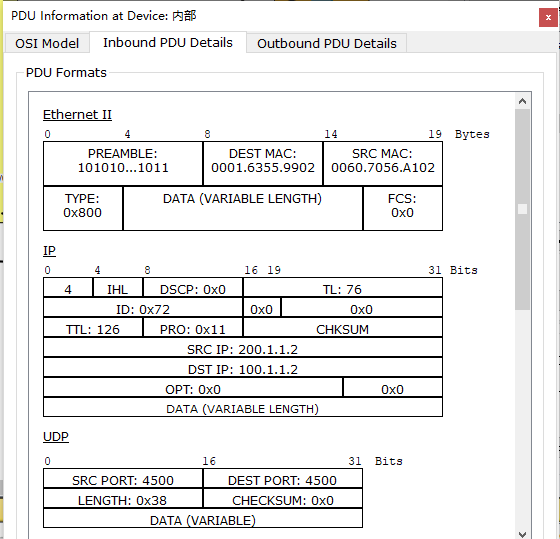 PDU Information at Device: 内部
x
OSI Model Inbound PDU Details Outbound PDU Details
PDU Formats
Ethernet II
0 4 8 14 19 Bytes
PREAMBLE: DEST MAC: SRC MAC:
101010...1011 0001.6355.9902 0060.7056.A102
TYPE: DATA (VARIABLE LENGTH) FCS:
0x800 0x0
IP
0 4 8 16 19 31 Bits
4 IHL DSCP: 0x0 TL: 76
ID: 0x72 0x0 0x0
TTL: 126 PRO: 0x11 CHKSUM
SRC IP: 200.1.1.2
DST IP: 100.1.1.2
OPT: 0x0 0x0
DATA (VARIABLE LENGTH)
UDP
0 16 31 Bits
SRC PORT: 4500 DEST PORT: 4500
LENGTH: 0x38 CHECKSUM: 0x0
DATA (VARIABLE)